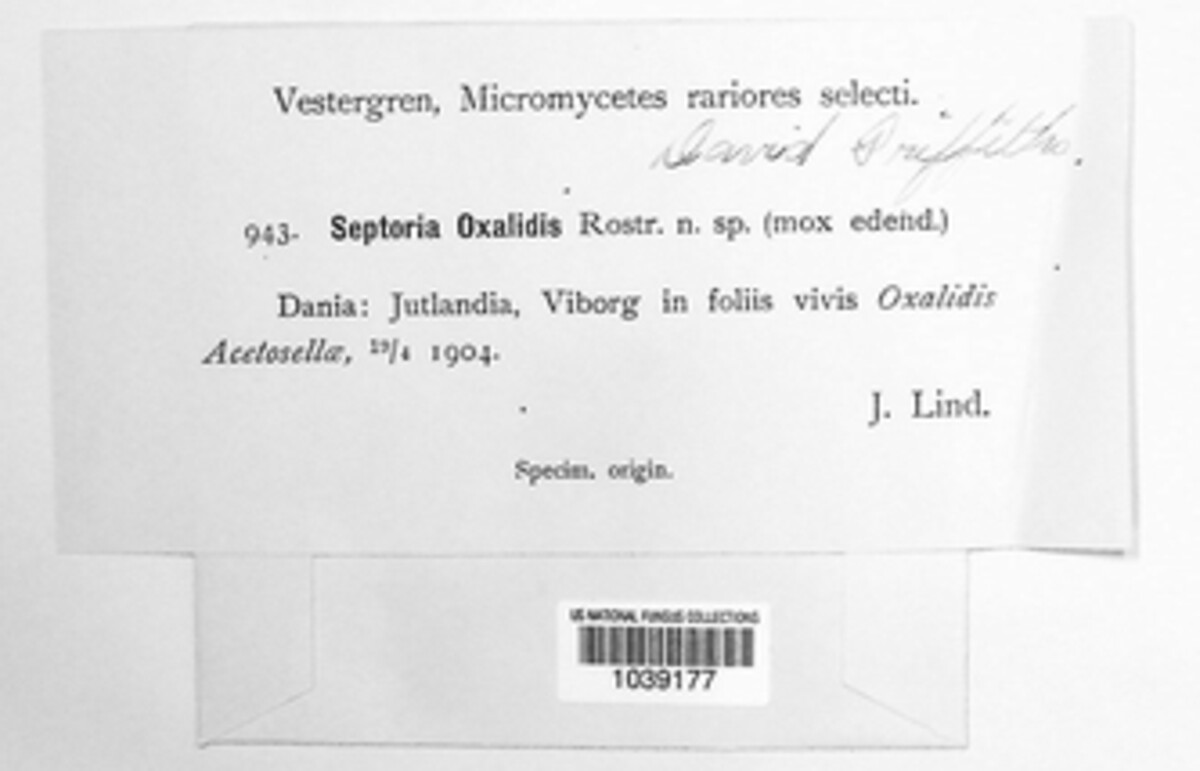 Vestergren, Micromycetes rariores selecti.
David Griffiths.
943. Septoria Oxalidis Rostr. n. sp. (mox edend.)
Dania: Jutlandia, Viborg in foliis vivis Oxalidis
Acetosellæ, 19/4 1904.
J. Lind.
Specim. origin.
US NATIONAL FUNGUS COLLECTIONS
1039177